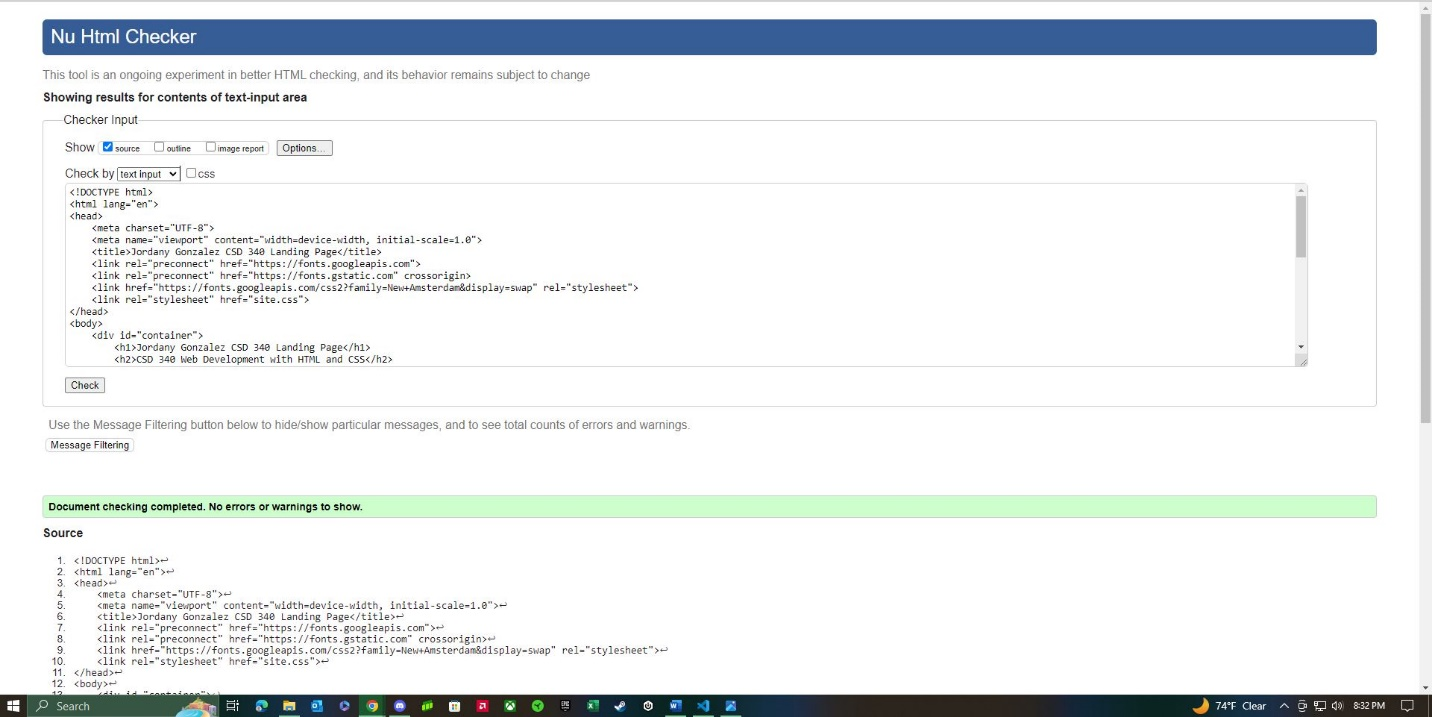 Nu Html Checker
This tool is an ongoing experiment in better HTML checking, and its behavior remains subject to change
Showing results for contents of text-input area
Checker Input
Show source outline image report Options...
Check by text input css
<!DOCTYPE html>
<html lang="en">
<head>
    <meta charset="UTF-8">
    <meta name="viewport" content="width=device-width, initial-scale=1.0">
    <title>Jordany Gonzalez CSD 340 Landing Page</title>
    <link rel="preconnect" href="https://fonts.googleapis.com">
    <link rel="preconnect" href="https://fonts.gstatic.com" crossorigin>
    <link href="https://fonts.googleapis.com/css2?family=New+Amsterdam&display=swap" rel="stylesheet">
    <link rel="stylesheet" href="site.css">
</head>
<body>
    <div id="container">
        <h1>Jordany Gonzalez CSD 340 Landing Page</h1>
        <h2>CSD 340 Web Development with HTML and CSS</h2>
Check
Use the Message Filtering button below to hide/show particular messages, and to see total counts of errors and warnings.
Message Filtering
Document checking completed. No errors or warnings to show.
Source
1. <!DOCTYPE html>↩
2. <html lang="en">↩
3. <head>↩
4.     <meta charset="UTF-8">↩
5.     <meta name="viewport" content="width=device-width, initial-scale=1.0">↩
6.     <title>Jordany Gonzalez CSD 340 Landing Page</title>↩
7.     <link rel="preconnect" href="https://fonts.googleapis.com">↩
8.     <link rel="preconnect" href="https://fonts.gstatic.com" crossorigin>↩
9.     <link href="https://fonts.googleapis.com/css2?family=New+Amsterdam&display=swap" rel="stylesheet">↩
10.     <link rel="stylesheet" href="site.css">↩
11. </head>↩
12. <body>↩
13.     <div id="container">↩
Search
74°F Clear 8:32 PM